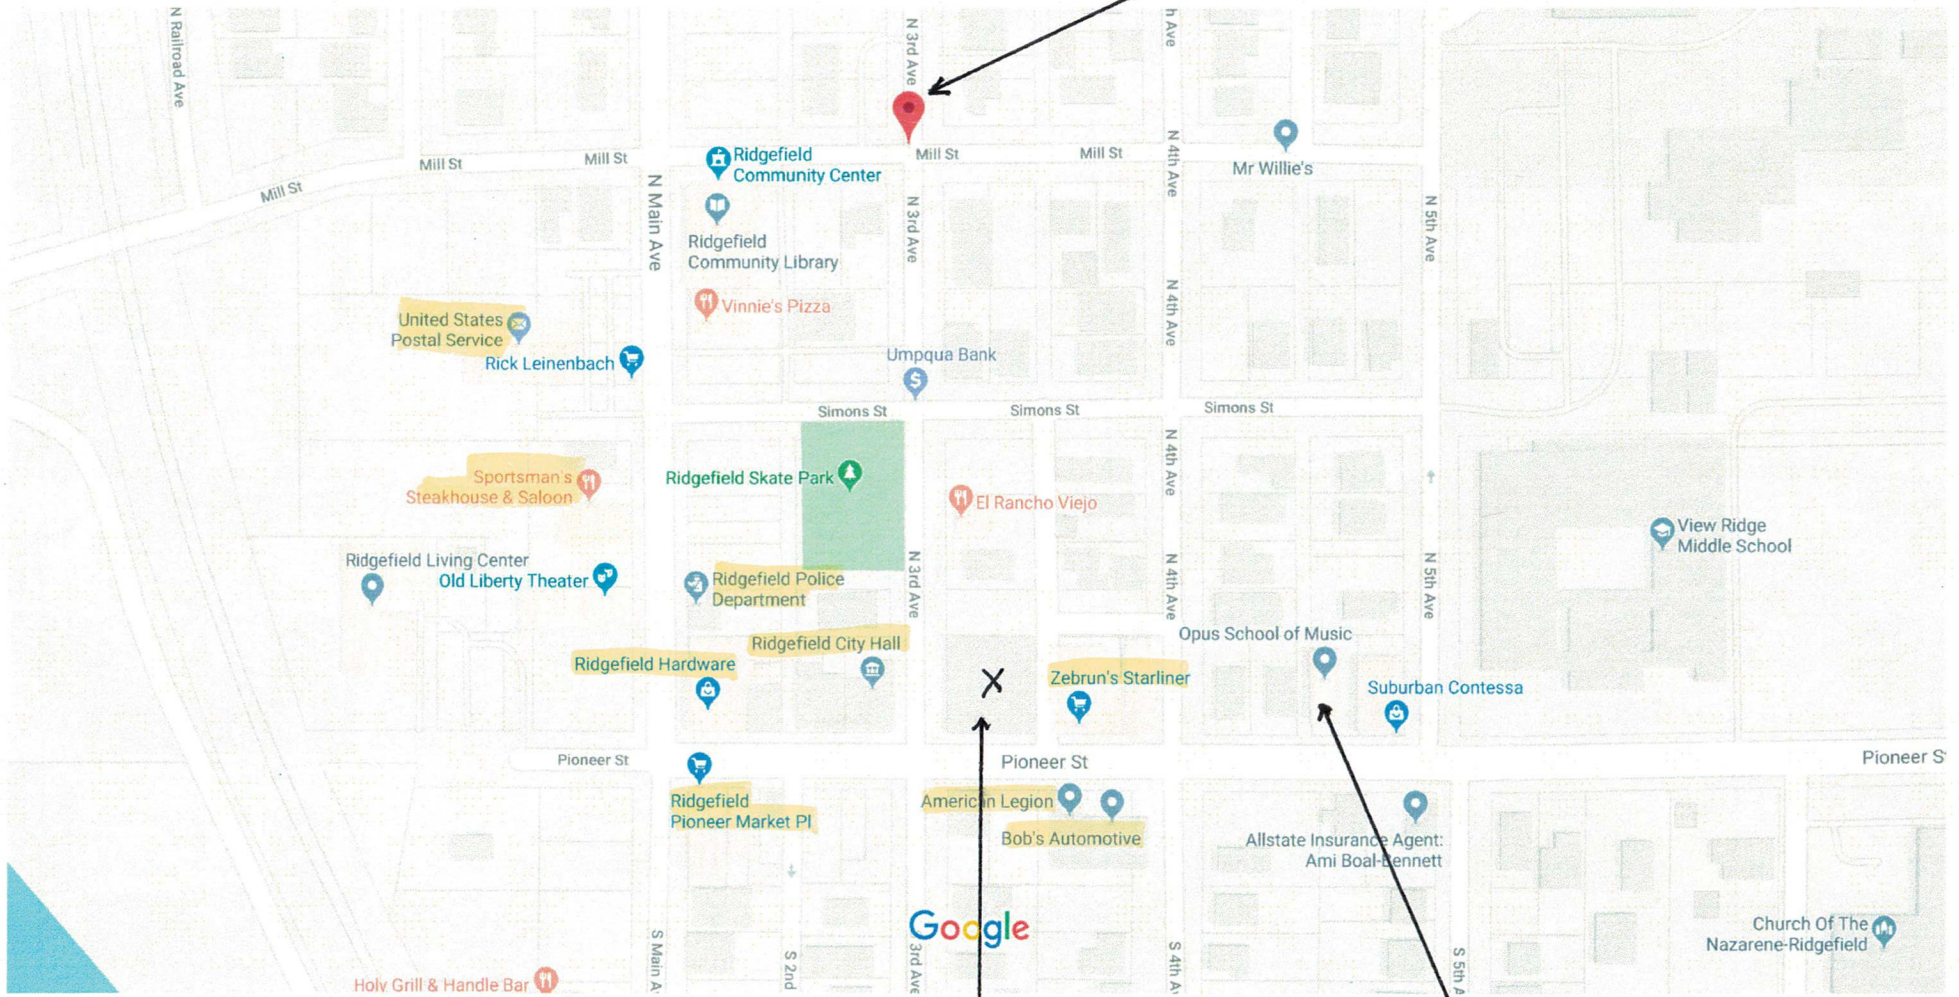 N Railroad Ave
N 3rd Ave
h Ave
Mill St
Mill St
Mill St
Ridgefield
Community Center
Mill St
Mill St
N 4th Ave
Mr Willie's
N Main Ave
Ridgefield
Community Library
N 3rd Ave
N 5th Ave
Vinnie's Pizza
N 4th Ave
United States
Postal Service
Rick Leinenbach
Umpqua Bank
$
Simons St
Simons St
Simons St
Sportsman's
Steakhouse & Saloon
Ridgefield Skate Park
El Rancho Viejo
N 4th Ave
View Ridge
Middle School
Ridgefield Living Center
Old Liberty Theater
Ridgefield Police
Department
N 3rd Ave
N 4th Ave
N 5th Ave
Ridgefield City Hall
Opus School of Music
Ridgefield Hardware
X
Zebrun's Starliner
Suburban Contessa
Pioneer St
Pioneer St
Pioneer S
Ridgefield
Pioneer Market Pl
American Legion
Bob's Automotive
Allstate Insurance Agent:
Ami Boal-Bennett
Google
Church Of The
Nazarene-Ridgefield
S Main A
S 2nd
3rd Ave
S 4th A
S 5th A
Holy Grill & Handle Bar